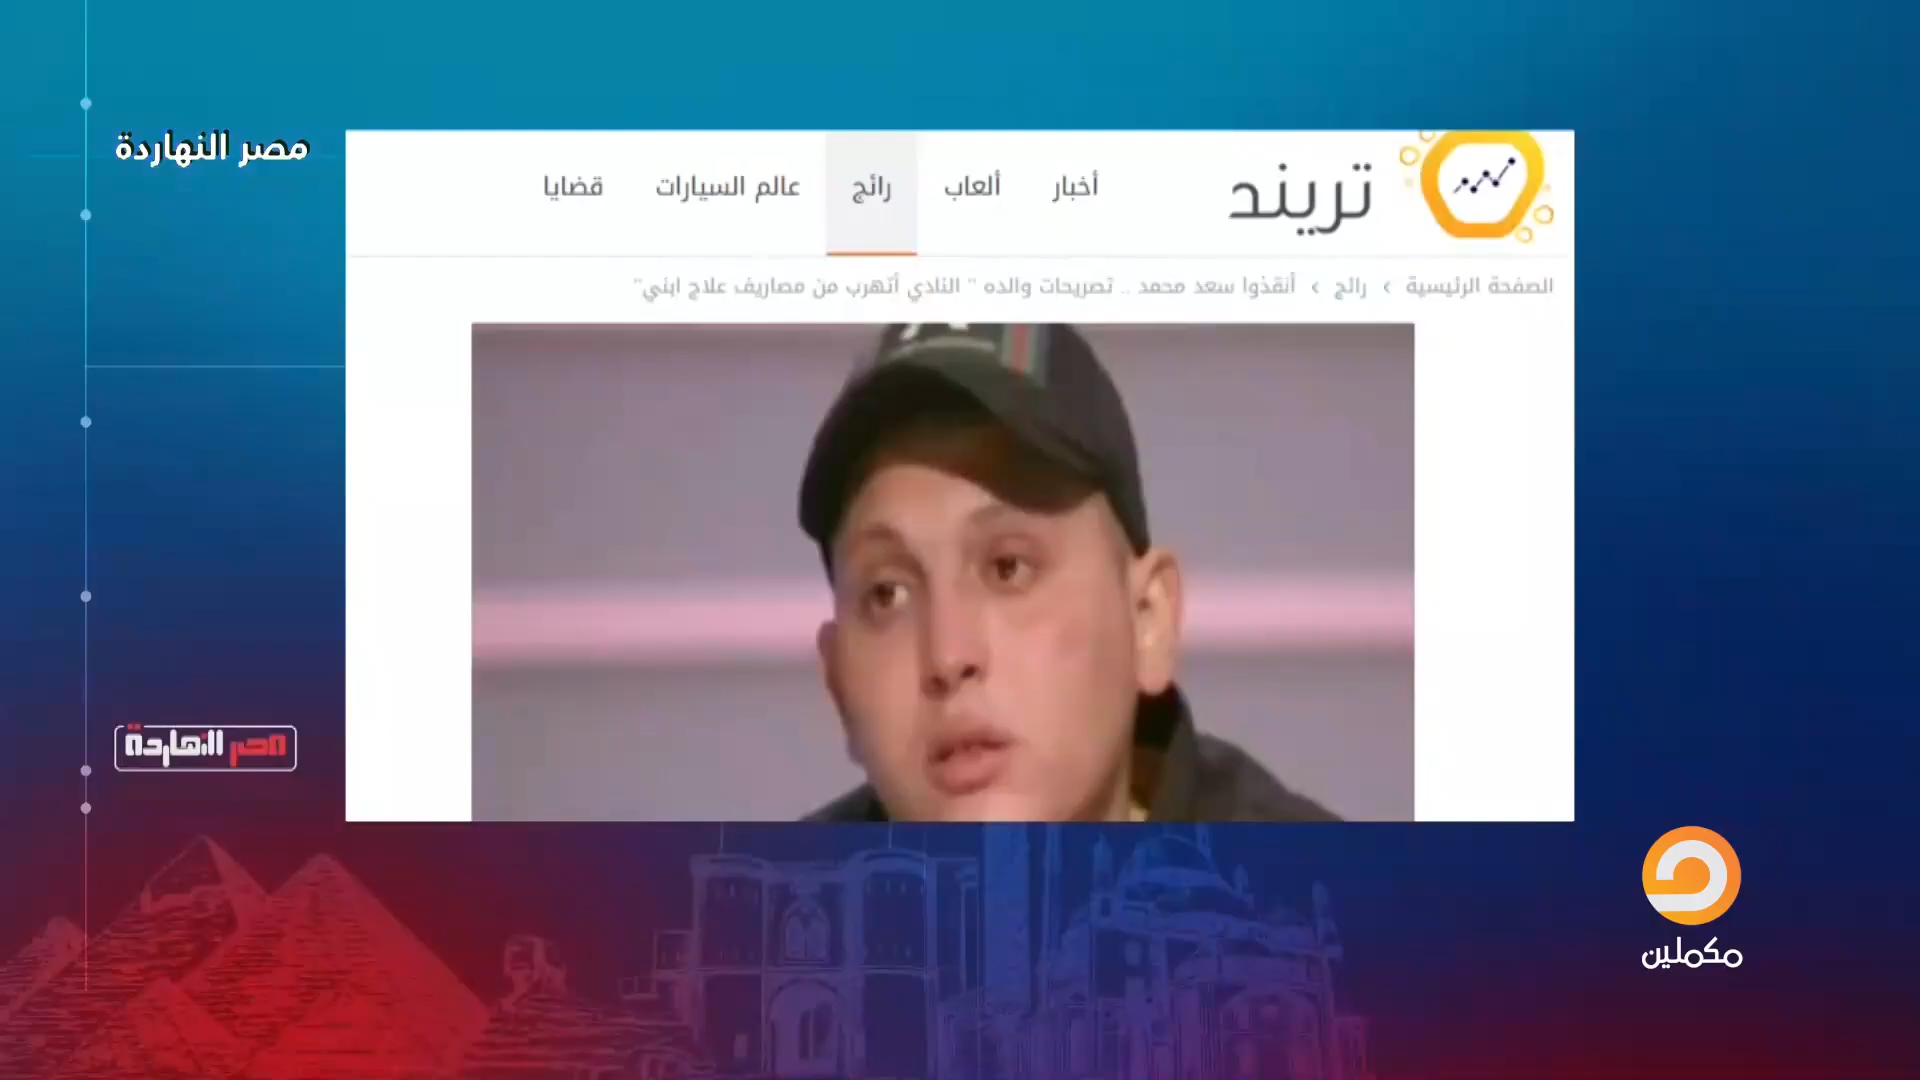 مصر النهاردة
تريند
أخبار ألعاب رائج عالم السيارات قضايا
الصفحة الرئيسية › رائج › أنقذوا سعد محمد .. تصريحات والده " النادي أتهرب من مصاريف علاج ابني"
مصر النهاردة
مكملين